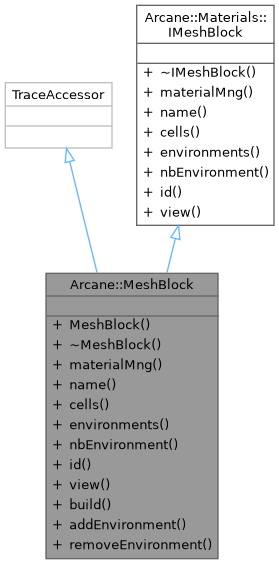 Arcane::Materials::
IMeshBlock
+ ~IMeshBlock()
+ materialMng()
+ name()
+ cells()
+ environments()
+ nbEnvironment()
+ id()
+ view()
TraceAccessor
Arcane::MeshBlock
+ MeshBlock()
+ ~MeshBlock()
+ materialMng()
+ name()
+ cells()
+ environments()
+ nbEnvironment()
+ id()
+ view()
+ build()
+ addEnvironment()
+ removeEnvironment()